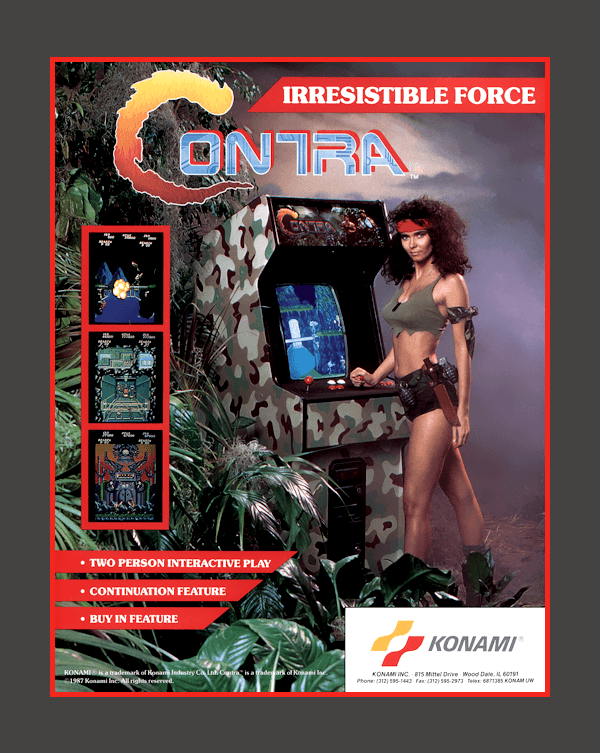 IRRESISTIBLE FORCE
CONTRA™
CONTRA
• TWO PERSON INTERACTIVE PLAY
• CONTINUATION FEATURE
• BUY IN FEATURE
KONAMI® is a trademark of Konami Industry Co. Ltd. Contra™ is a trademark of Konami Inc.
©1987 Konami Inc. All rights reserved.
KONAMI®
KONAMI INC. 815 Mittel Drive · Wood Dale, IL 60191
Phone: (312) 595-1443 Fax: (312) 595-2973 Telex: 6871385 KONAM UW